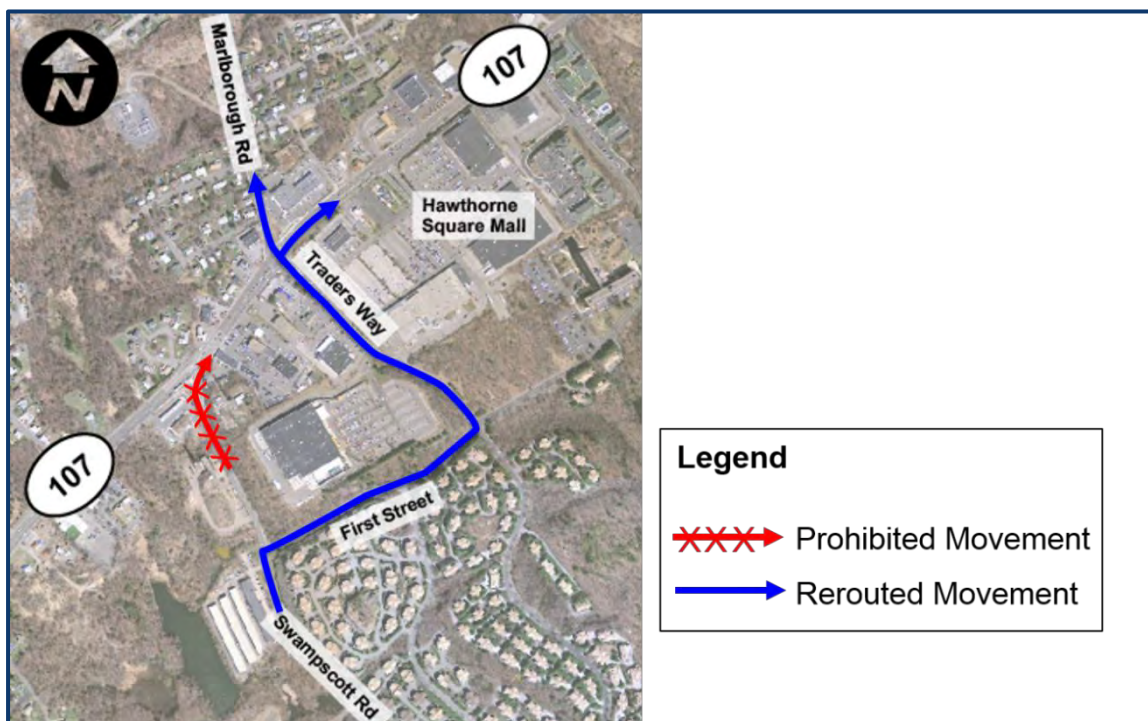 N
107
Marlborough Rd
Hawthorne
Square Mall
Traders Way
107
First Street
Swampscott Rd
Legend
Prohibited Movement
Rerouted Movement